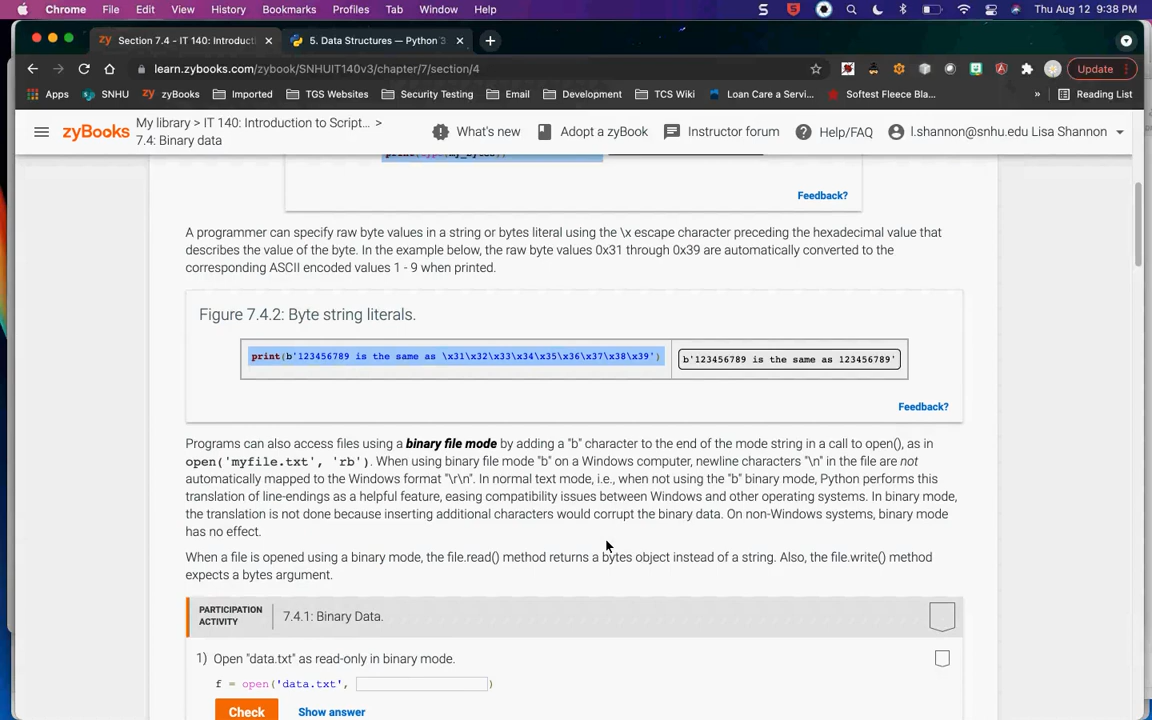 Chrome File Edit View History Bookmarks Profiles Tab Window Help Thu Aug 12 9:38 PM
Section 7.4 - IT 140: Introducti × 5. Data Structures — Python 3 × +
learn.zybooks.com/zybook/SNHUIT140v3/chapter/7/section/4 Update
Apps SNHU zyBooks Imported TGS Websites Security Testing Email Development TCS Wiki Loan Care a Servi... Softest Fleece Bla... » Reading List
zyBooks My library > IT 140: Introduction to Script... > What's new Adopt a zyBook Instructor forum Help/FAQ l.shannon@snhu.edu Lisa Shannon
7.4: Binary data
print(type(my_bytes))
Feedback?
A programmer can specify raw byte values in a string or bytes literal using the \x escape character preceding the hexadecimal value that
describes the value of the byte. In the example below, the raw byte values 0x31 through 0x39 are automatically converted to the
corresponding ASCII encoded values 1 - 9 when printed.
Figure 7.4.2: Byte string literals.
print(b'123456789 is the same as \x31\x32\x33\x34\x35\x36\x37\x38\x39') b'123456789 is the same as 123456789'
Feedback?
Programs can also access files using a binary file mode by adding a "b" character to the end of the mode string in a call to open(), as in
open('myfile.txt', 'rb'). When using binary file mode "b" on a Windows computer, newline characters "\n" in the file are not
automatically mapped to the Windows format "\r\n". In normal text mode, i.e., when not using the "b" binary mode, Python performs this
translation of line-endings as a helpful feature, easing compatibility issues between Windows and other operating systems. In binary mode,
the translation is not done because inserting additional characters would corrupt the binary data. On non-Windows systems, binary mode
has no effect.
When a file is opened using a binary mode, the file.read() method returns a bytes object instead of a string. Also, the file.write() method
expects a bytes argument.
PARTICIPATION
ACTIVITY
7.4.1: Binary Data.
1) Open "data.txt" as read-only in binary mode.
f = open('data.txt', )
Check Show answer